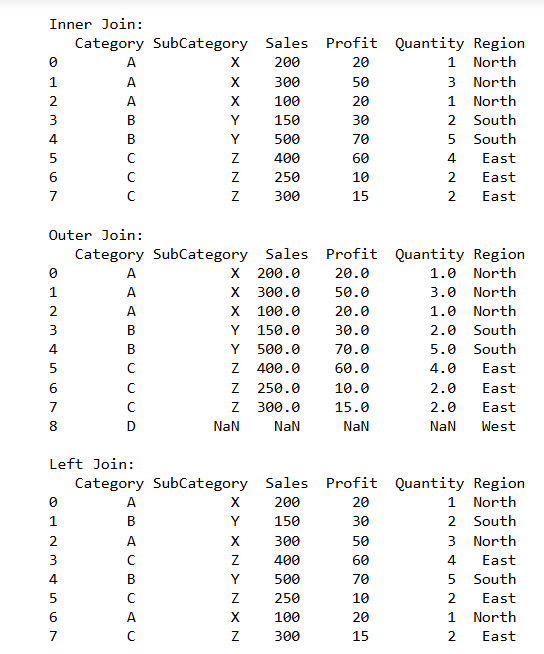 Inner Join:
Category SubCategory Sales Profit Quantity Region
0 A X 200 20 1 North
1 A X 300 50 3 North
2 A X 100 20 1 North
3 B Y 150 30 2 South
4 B Y 500 70 5 South
5 C Z 400 60 4 East
6 C Z 250 10 2 East
7 C Z 300 15 2 East
Outer Join:
Category SubCategory Sales Profit Quantity Region
0 A X 200.0 20.0 1.0 North
1 A X 300.0 50.0 3.0 North
2 A X 100.0 20.0 1.0 North
3 B Y 150.0 30.0 2.0 South
4 B Y 500.0 70.0 5.0 South
5 C Z 400.0 60.0 4.0 East
6 C Z 250.0 10.0 2.0 East
7 C Z 300.0 15.0 2.0 East
8 D NaN NaN NaN NaN West
Left Join:
Category SubCategory Sales Profit Quantity Region
0 A X 200 20 1 North
1 B Y 150 30 2 South
2 A X 300 50 3 North
3 C Z 400 60 4 East
4 B Y 500 70 5 South
5 C Z 250 10 2 East
6 A X 100 20 1 North
7 C Z 300 15 2 East